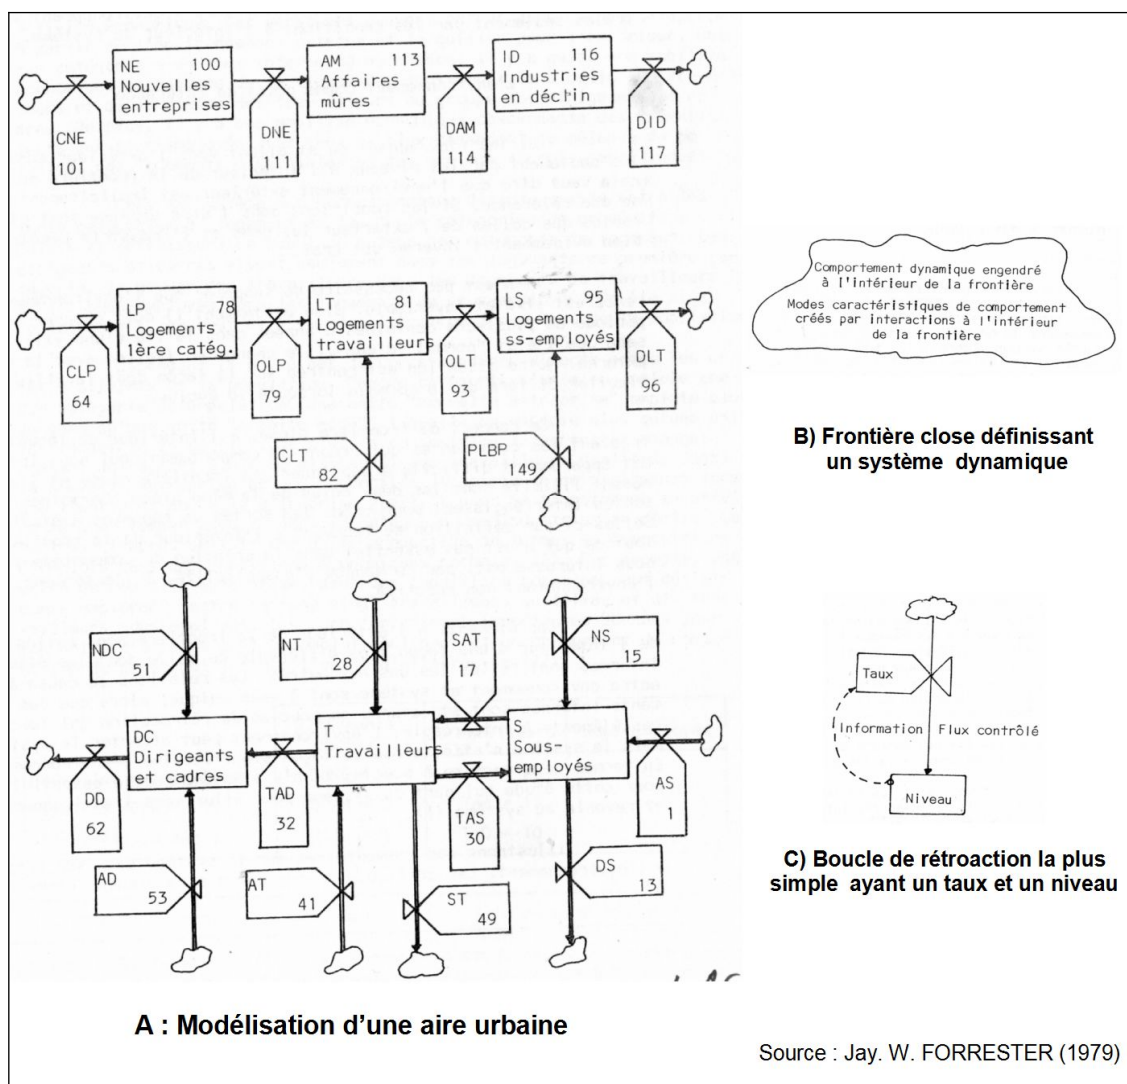 NE 100
Nouvelles
entreprises
AM 113
Affaires
mûres
ID 116
Industries
en déclin
CNE
101
DNE
111
DAM
114
DID
117
LP 78
Logements
1ère catég.
LT 81
Logements
travailleurs
LS 95
Logements
ss-employés
CLP
64
OLP
79
OLT
93
DLT
96
CLT
82
PLBP
149
NDC
51
NT
28
SAT
17
NS
15
DC
Dirigeants
et cadres
T
Travailleurs
S
Sous-
employés
DD
62
TAD
32
TAS
30
AS
1
AD
53
AT
41
ST
49
DS
13
A : Modélisation d’une aire urbaine
Comportement dynamique engendré
à l'intérieur de la frontière
Modes caractéristiques de comportement
créés par interactions à l'intérieur
de la frontière
B) Frontière close définissant
un système dynamique
Taux
Information
Flux contrôlé
Niveau
C) Boucle de rétroaction la plus
simple ayant un taux et un niveau
Source : Jay. W. FORRESTER (1979)